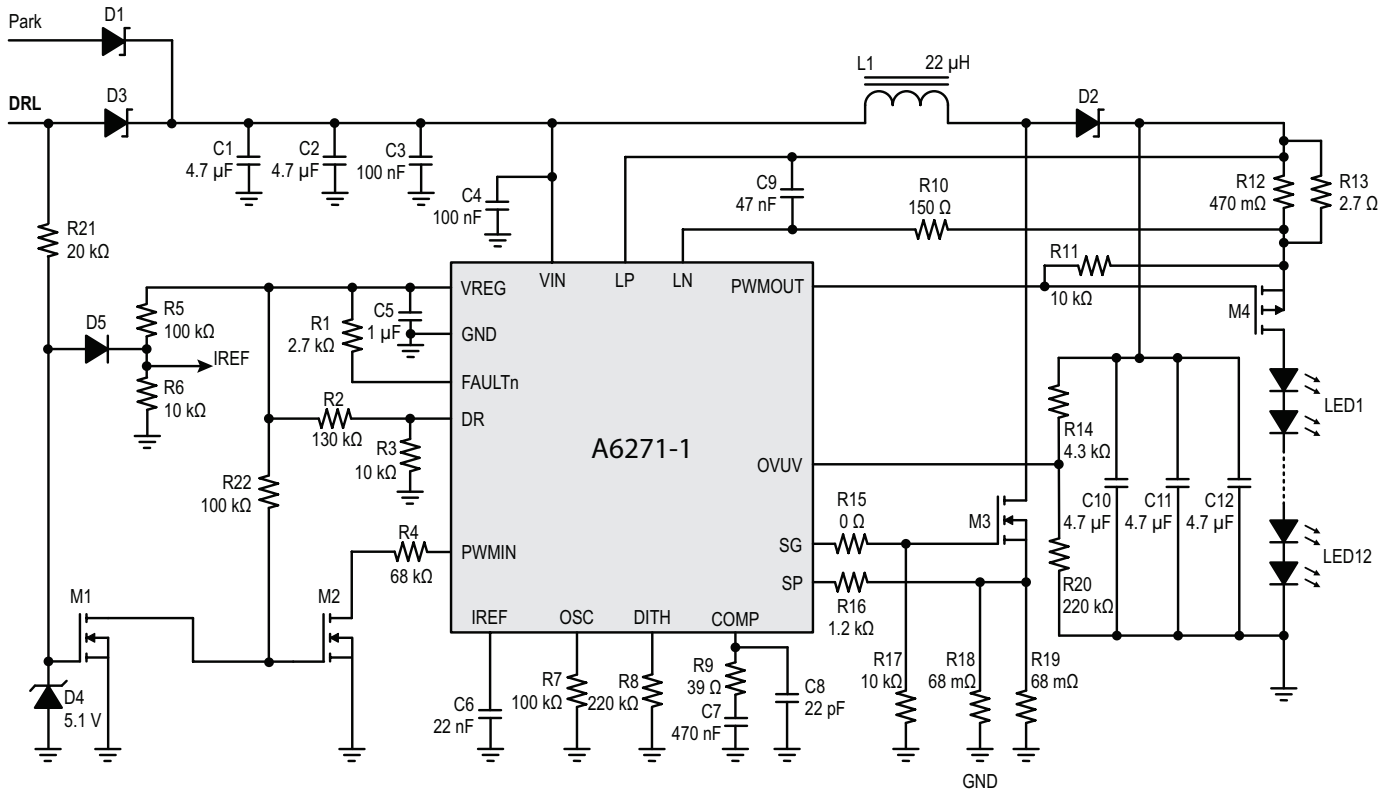 Park
D1
DRL
D3
L1
22 µH
D2
C1
4.7 µF
C2
4.7 µF
C3
100 nF
C4
100 nF
C9
47 nF
R10
150 Ω
R12
470 mΩ
R13
2.7 Ω
R21
20 kΩ
R11
10 kΩ
M4
VREG
VIN
LP
LN
PWMOUT
GND
FAULTn
DR
A6271-1
OVUV
SG
SP
PWMIN
IREF
OSC
DITH
COMP
D5
R5
100 kΩ
IREF
R6
10 kΩ
R1
2.7 kΩ
C5
1 µF
R2
130 kΩ
R3
10 kΩ
R22
100 kΩ
R4
68 kΩ
M1
M2
D4
5.1 V
C6
22 nF
R7
100 kΩ
R8
220 kΩ
R9
39 Ω
C7
470 nF
C8
22 pF
R15
0 Ω
R16
1.2 kΩ
M3
R17
10 kΩ
R18
68 mΩ
R19
68 mΩ
GND
R14
4.3 kΩ
R20
220 kΩ
C10
4.7 µF
C11
4.7 µF
C12
4.7 µF
LED1
LED12